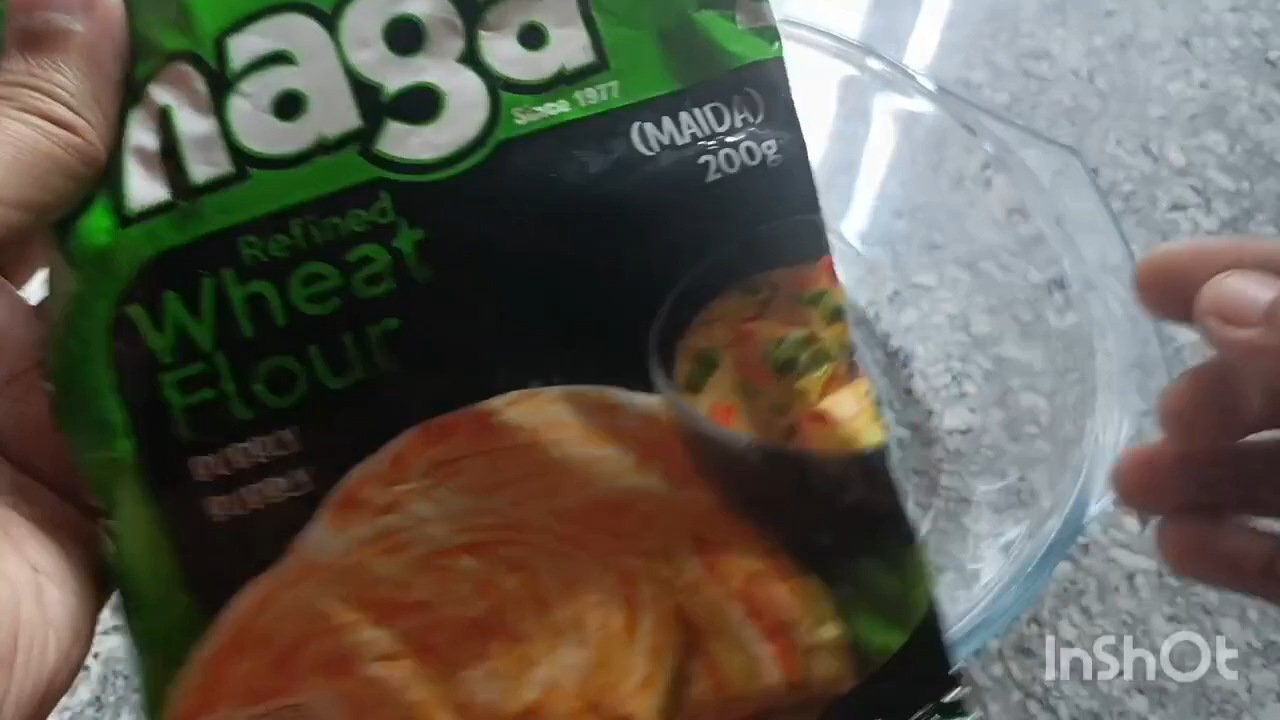 naga
Since 1977
(MAIDA)
200g
Refined
Wheat
Flour
InShOt